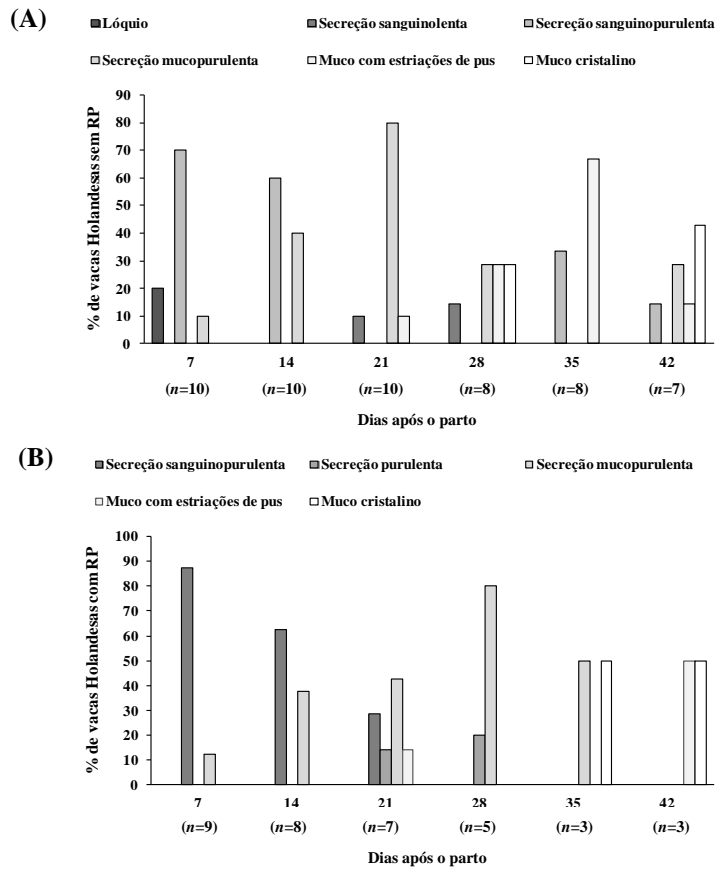 (A)
Lóquio Secreção sanguinolenta Secreção sanguinopurulenta
Secreção mucopurulenta Muco com estriações de pus Muco cristalino
% de vacas Holandesas sem RP
90
80
70
60
50
40
30
20
10
0
7 14 21 28 35 42
(n=10) (n=10) (n=10) (n=8) (n=8) (n=7)
Dias após o parto
(B)
Secreção sanguinopurulenta Secreção purulenta Secreção mucopurulenta
Muco com estriações de pus Muco cristalino
% de vacas Holandesas com RP
100
90
80
70
60
50
40
30
20
10
0
7 14 21 28 35 42
(n=9) (n=8) (n=7) (n=5) (n=3) (n=3)
Dias após o parto